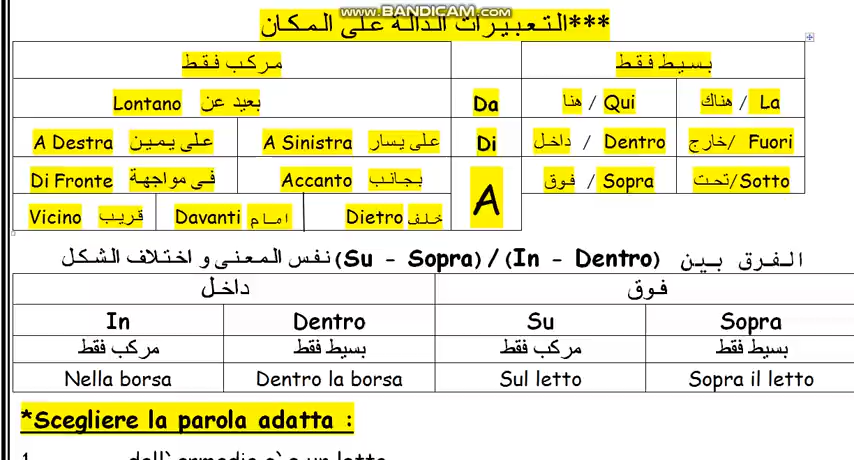 www.BANDICAM.com
***التعبيرات الدالة على المكان
بسيط فقط	مركب فقط
La / هناك	Qui / هنا	Da	بعيد عن Lontano
Fuori /خارج	Dentro / داخل	Di	على يسار A Sinistra	على يمين A Destra
Sotto/تحت	Sopra / فوق	A	بجانب Accanto	فى مواجهة Di Fronte
خلف Dietro	امام Davanti	قريب Vicino
الفرق بين (In - Dentro) / (Su - Sopra) نفس المعنى و اختلاف الشكل
فوق	داخل
Sopra	Su	Dentro	In
بسيط فقط	مركب فقط	بسيط فقط	مركب فقط
Sopra il letto	Sul letto	Dentro la borsa	Nella borsa
*Scegliere la parola adatta :